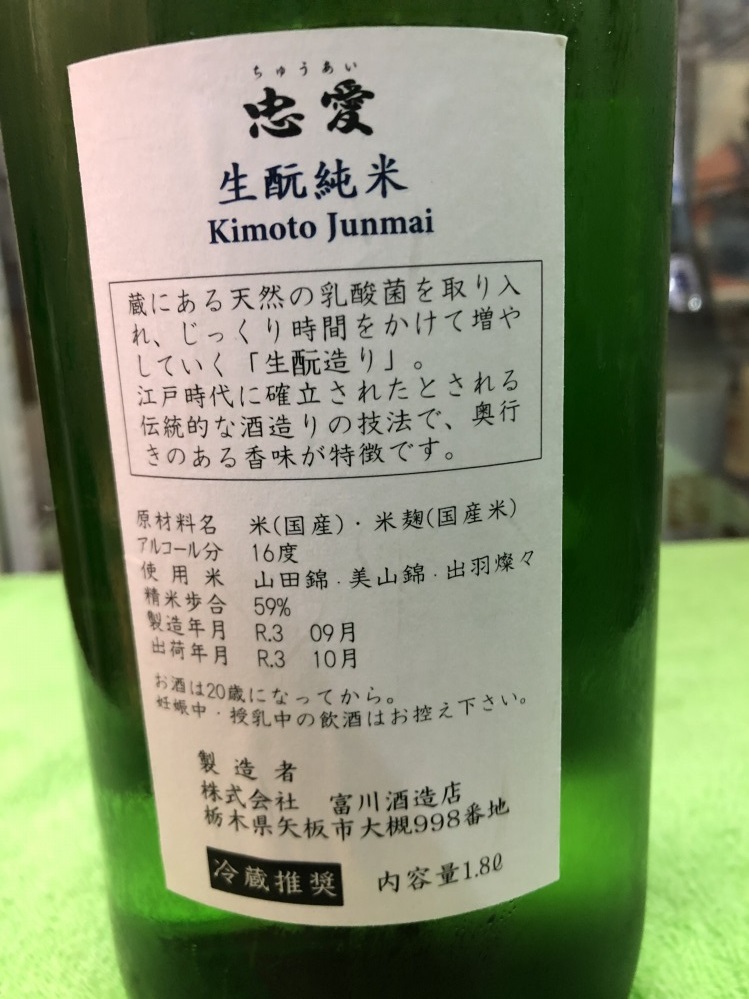 ちゅうあい
忠愛
生酛純米
Kimoto Junmai
蔵にある天然の乳酸菌を取り入
れ、じっくり時間をかけて増や
していく「生酛造り」。
江戸時代に確立されたとされる
伝統的な酒造りの技法で、奥行
きのある香味が特徴です。
原材料名 米(国産)・米麹(国産米)
アルコール分 16度
使用米 山田錦・美山錦・出羽燦々
精米歩合 59%
製造年月 R.3 09月
出荷年月 R.3 10月
お酒は20歳になってから。
妊娠中・授乳中の飲酒はお控え下さい。
製造者
株式会社 富川酒造店
栃木県矢板市大槻998番地
冷蔵推奨 内容量1.8ℓ